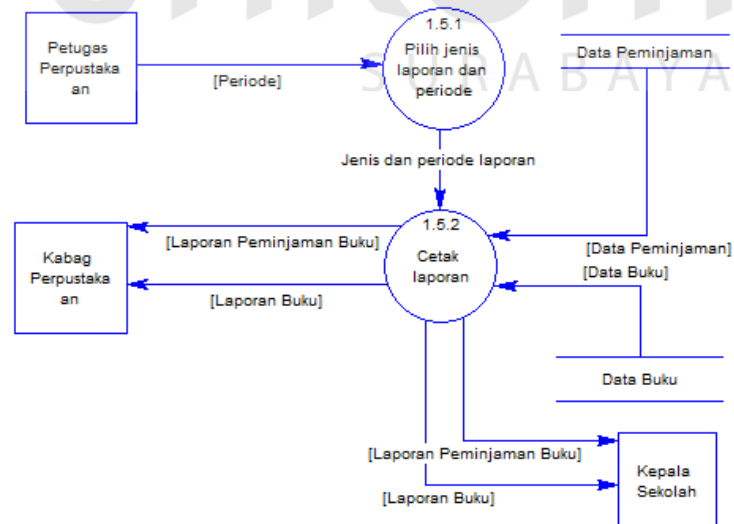 1.5.1
Petugas
Perpustaka
an
Pilih jenis
laporan dan
periode
Data Peminjaman
SURABAYA
[Periode]
Jenis dan periode laporan
1.5.2
[Laporan Peminjaman Buku]
Cetak
laporan
[Data Peminjaman]
Kabag
Perpustaka
an
[Data Buku]
[Laporan Buku]
Data Buku
[Laporan Peminjaman Buku]
Kepala
Sekolah
[Laporan Buku]